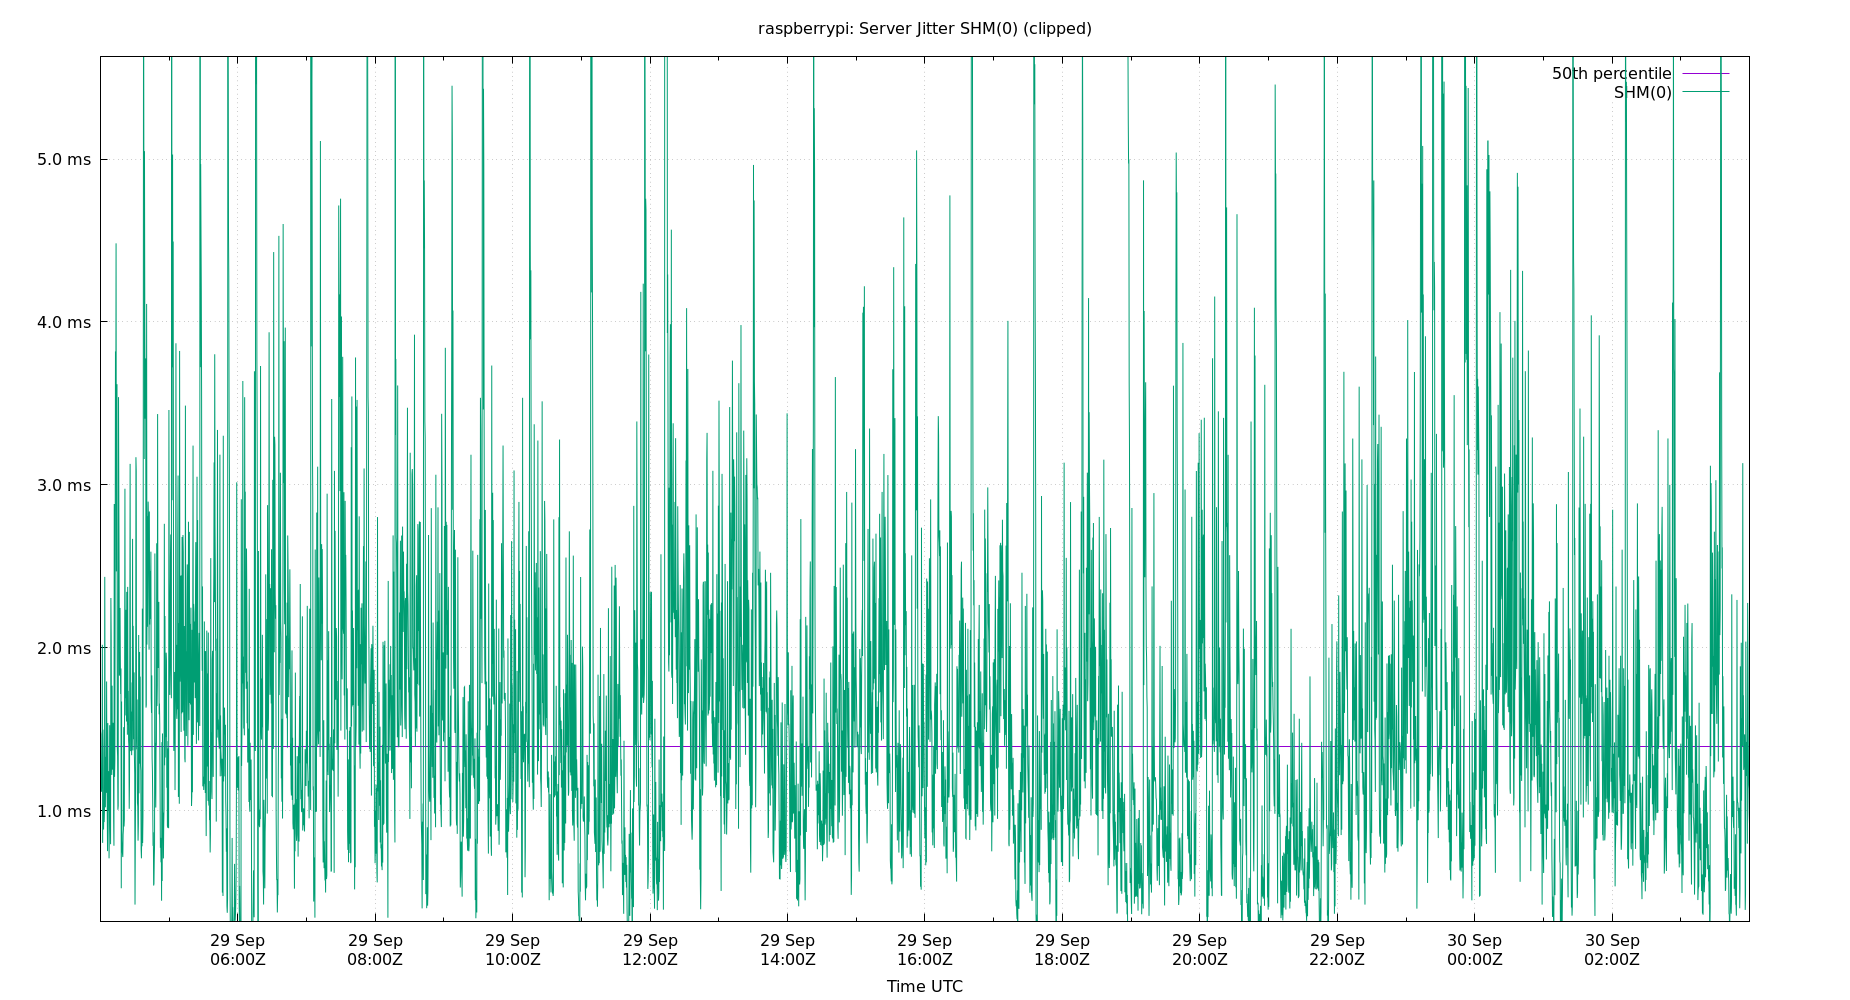 raspberrypi: Server Jitter SHM(0) (clipped)
50th percentile
SHM(0)
5.0 ms
4.0 ms
3.0 ms
2.0 ms
1.0 ms
29 Sep 29 Sep 29 Sep 29 Sep 29 Sep 29 Sep 29 Sep 29 Sep 29 Sep 30 Sep 30 Sep
06:00Z 08:00Z 10:00Z 12:00Z 14:00Z 16:00Z 18:00Z 20:00Z 22:00Z 00:00Z 02:00Z
Time UTC